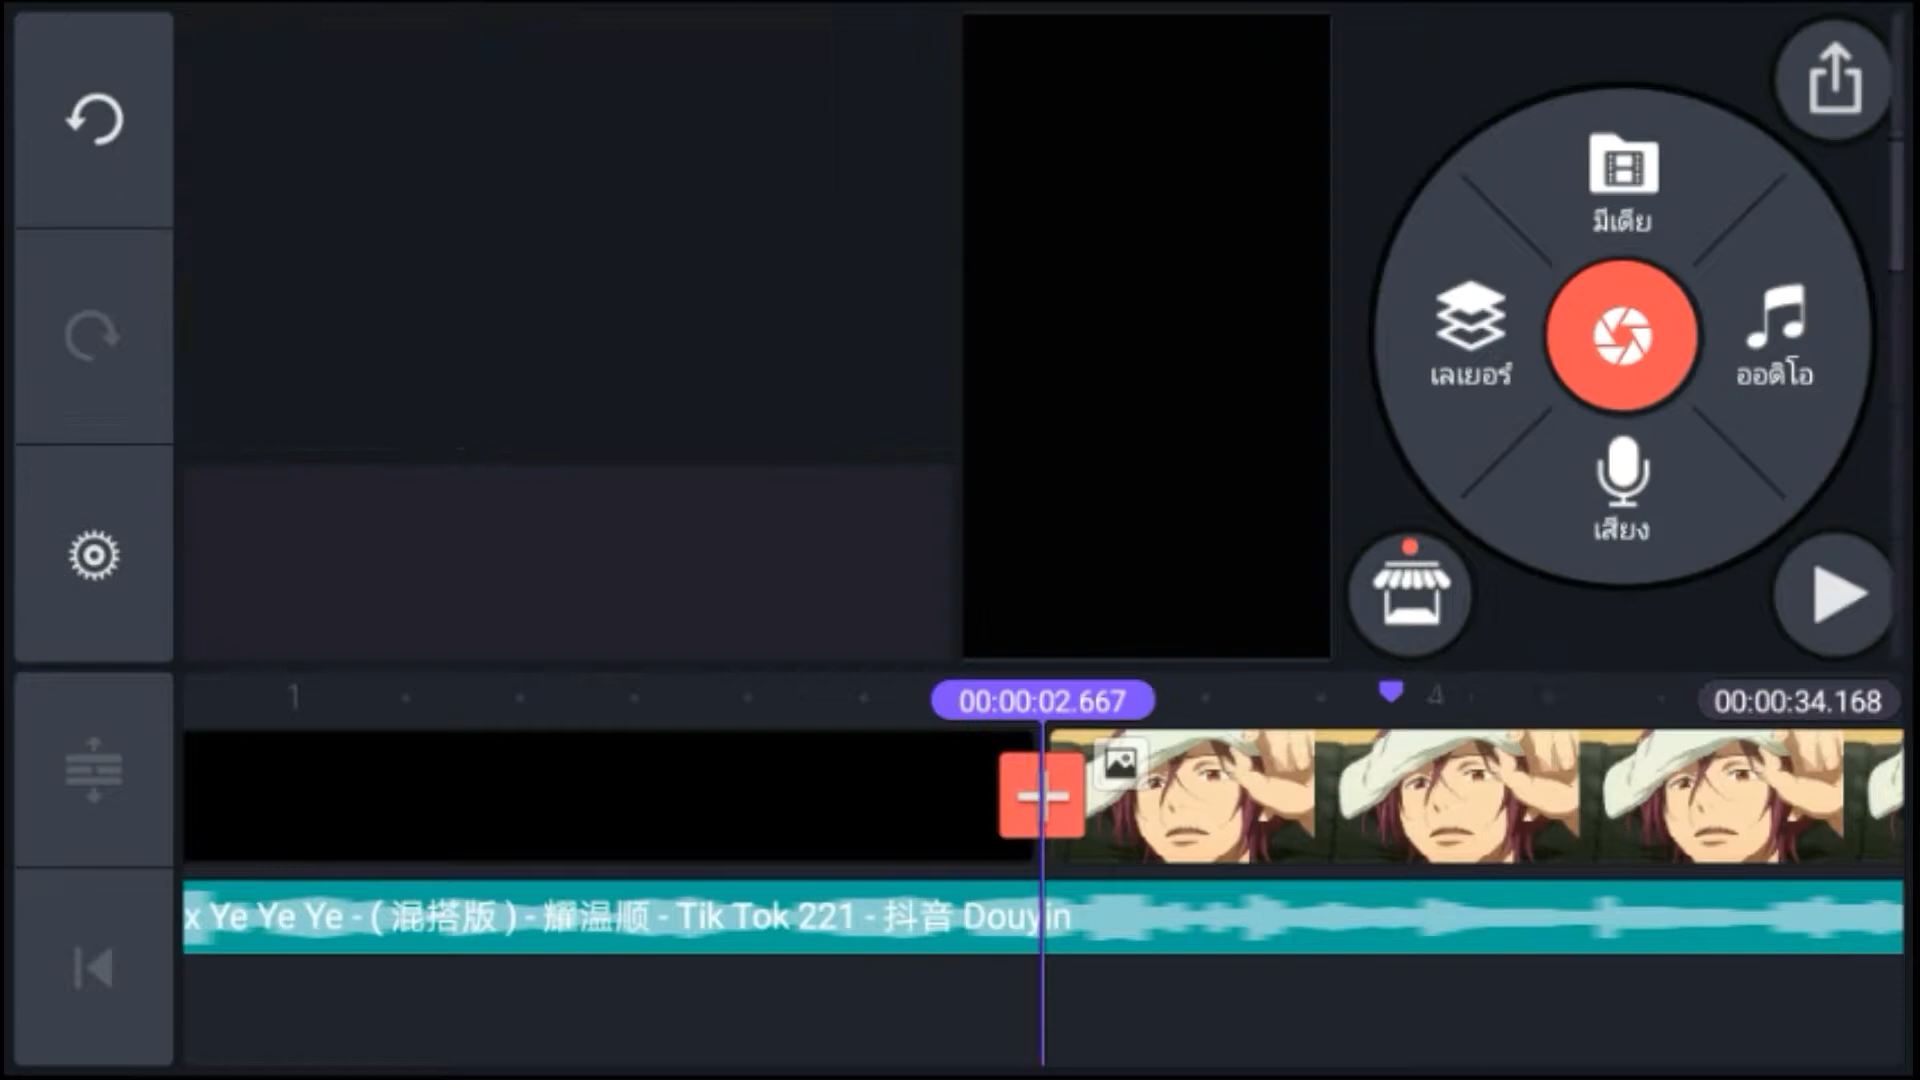 มีเดีย
เลเยอร์
ออดิโอ
เสียง
1
00:00:02.667
4
00:00:34.168
x Ye Ye Ye - ( 混搭版 ) - 耀温顺 - Tik Tok 221 - 抖音 Douyin